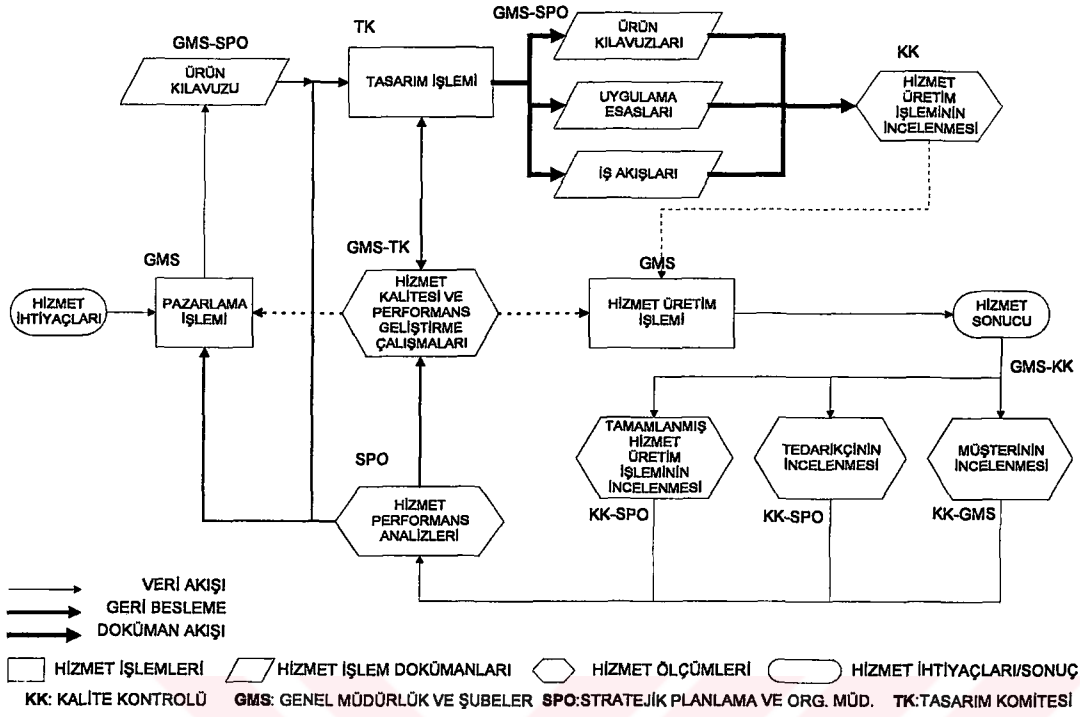 TK
GMS-SPO
GMS-SPO
ÜRÜN
KILAVUZU
TASARIM İŞLEMİ
ÜRÜN
KILAVUZLARI
UYGULAMA
ESASLARI
İŞ AKIŞLARI
KK
HİZMET
ÜRETİM
İŞLEMİNİN
İNCELENMESİ
GMS
GMS-TK
GMS
HİZMET
İHTİYAÇLARI
PAZARLAMA
İŞLEMİ
HİZMET
KALİTESİ VE
PERFORMANS
GELİŞTİRME
ÇALIŞMALARI
HİZMET ÜRETİM
İŞLEMİ
HİZMET
SONUCU
GMS-KK
TAMAMLANMIŞ
HİZMET
ÜRETİM
İŞLEMİNİN
İNCELENMESİ
TEDARİKÇİNİN
İNCELENMESİ
MÜŞTERİNİN
İNCELENMESİ
SPO
HİZMET
PERFORMANS
ANALİZLERİ
KK-SPO
KK-SPO
KK-GMS
VERİ AKIŞI
GERİ BESLEME
DOKÜMAN AKIŞI
HİZMET İŞLEMLERİ
HİZMET İŞLEM DOKÜMANLARI
HİZMET ÖLÇÜMLERİ
HİZMET İHTİYAÇLARI/SONUÇ
KK: KALİTE KONTROLÜ GMS: GENEL MÜDÜRLÜK VE ŞUBELER SPO:STRATEJİK PLANLAMA VE ORG. MÜD. TK:TASARIM KOMİTESİ